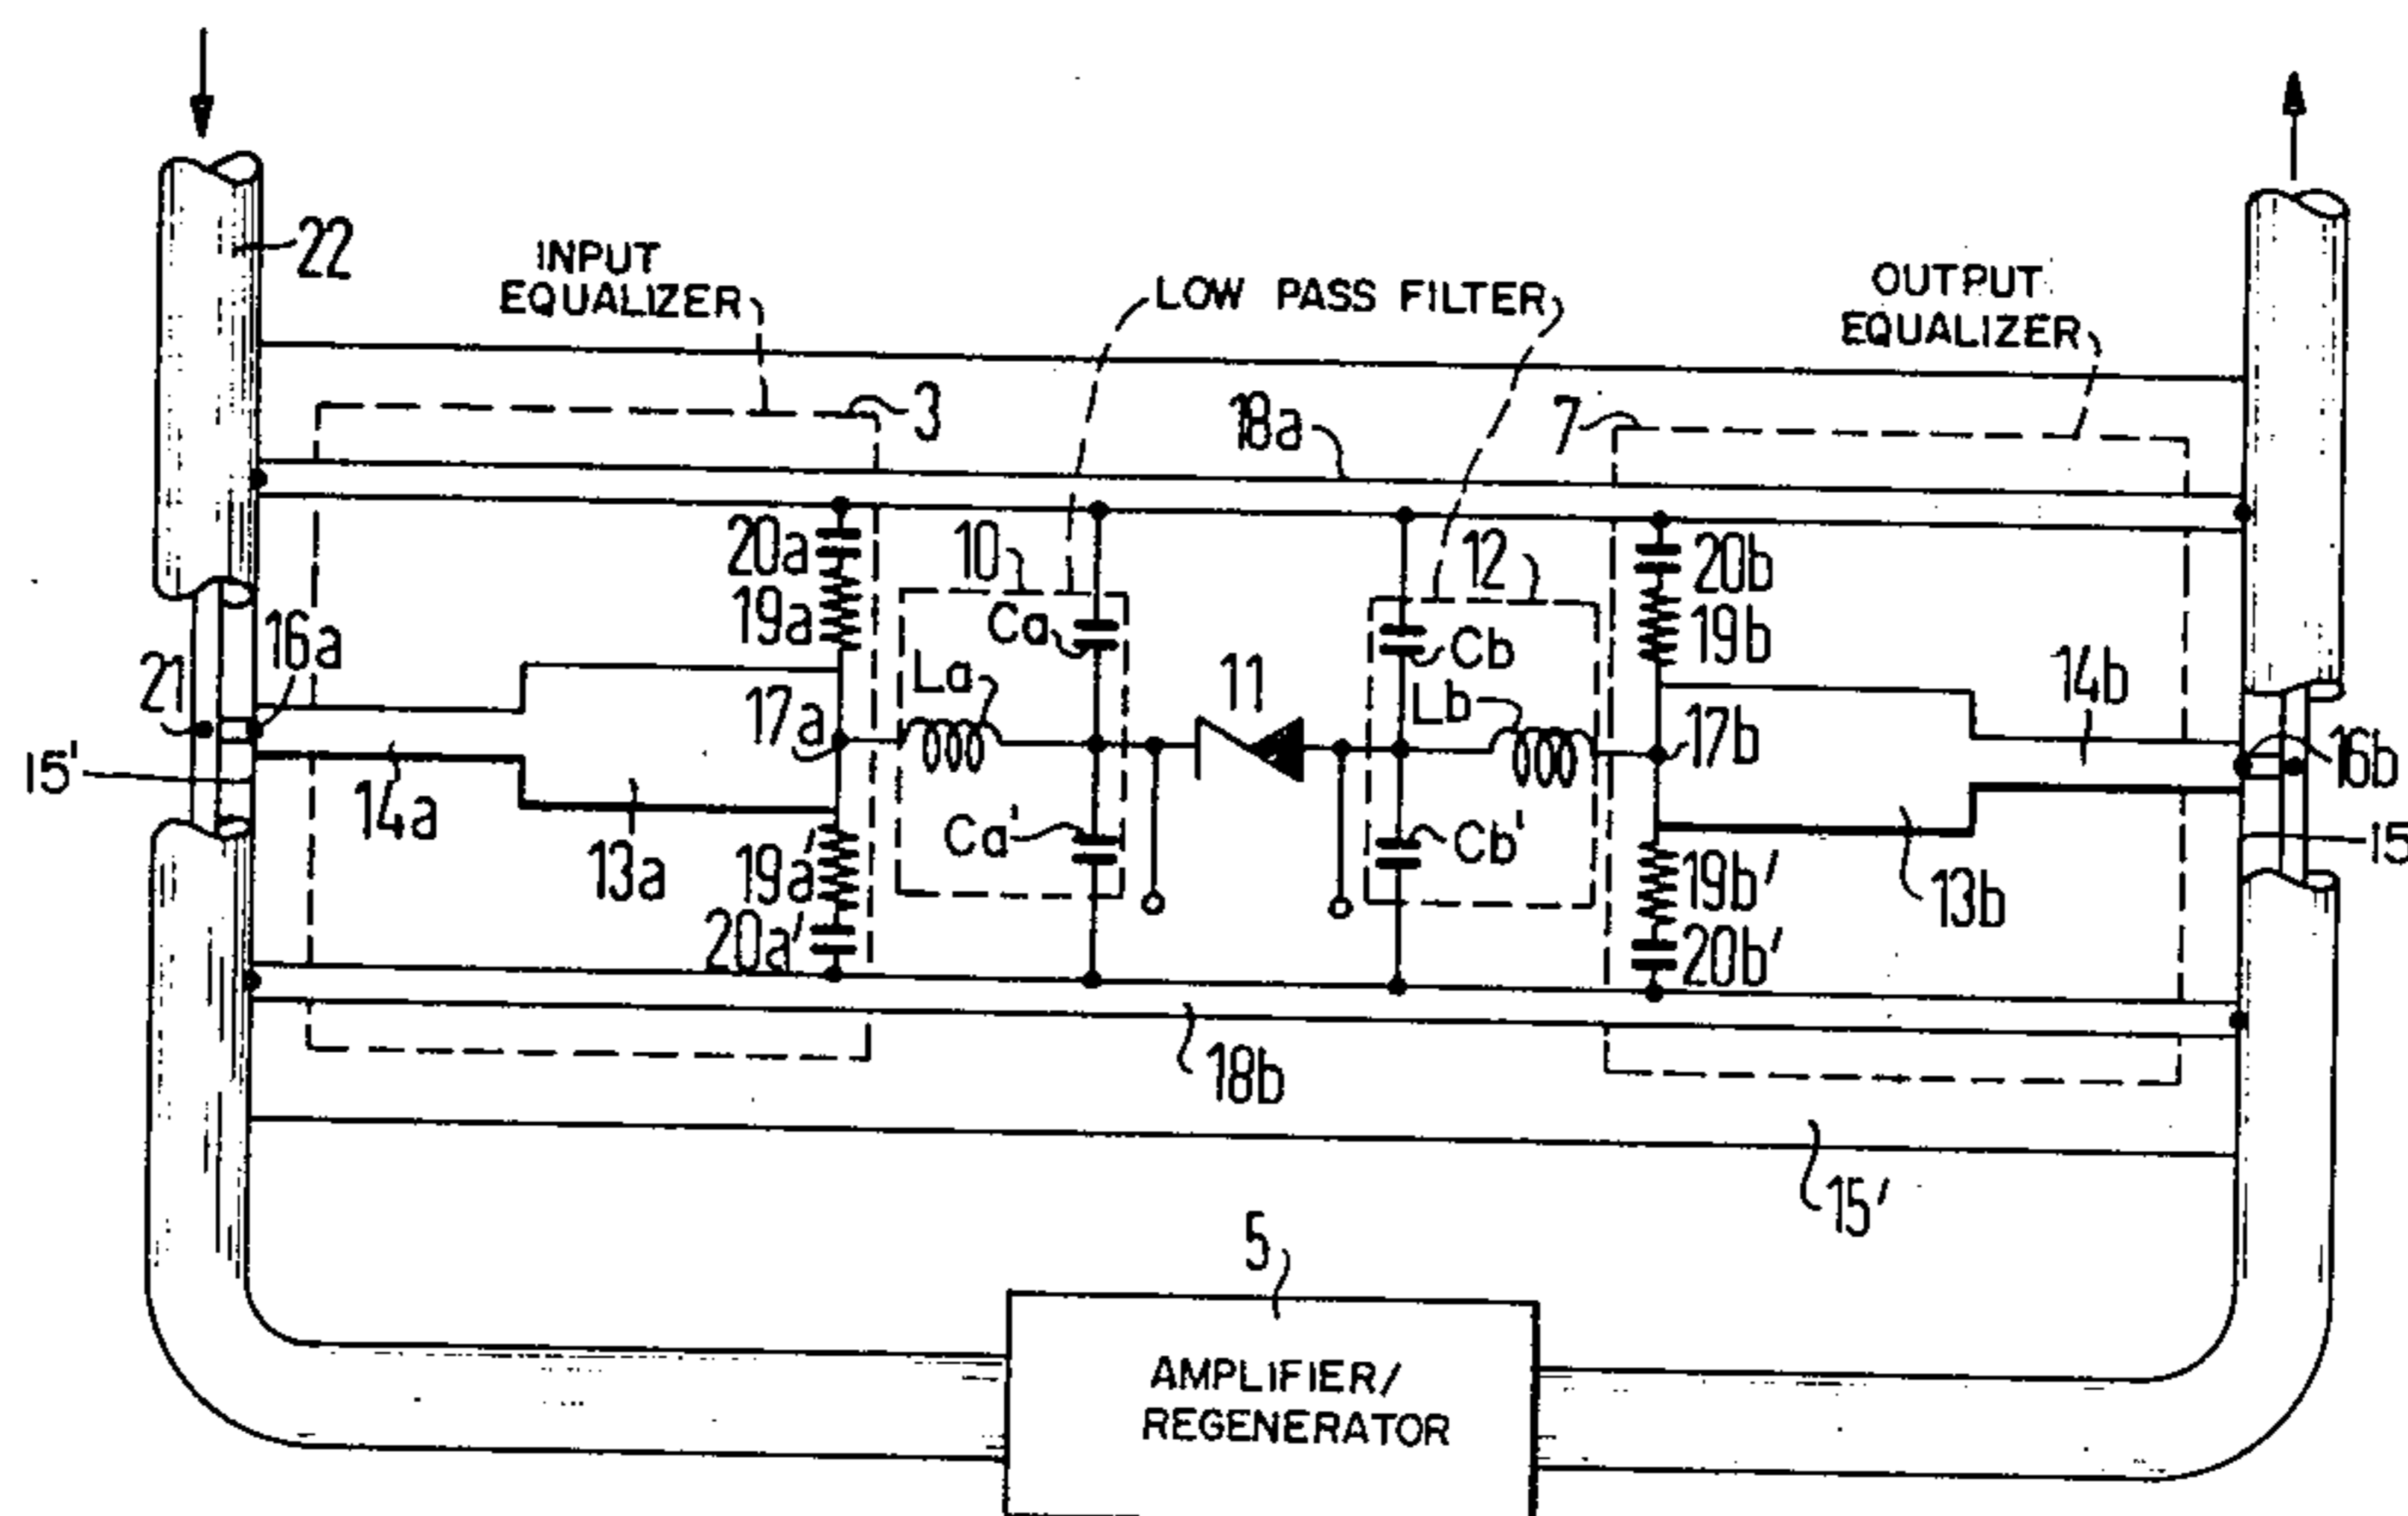 22
INPUT
EQUALIZER
LOW PASS FILTER
OUTPUT
EQUALIZER
3
18a
7
20a
10
12
20b
19a
Ca
Cb
19b
16a
21
La
11
Lb
14b
17a
17b
16b
15'
14a
13a
Ca'
Cb'
15
19a'
19b'
13b
20a'
20b'
18b
15'
5
AMPLIFIER/
REGENERATOR